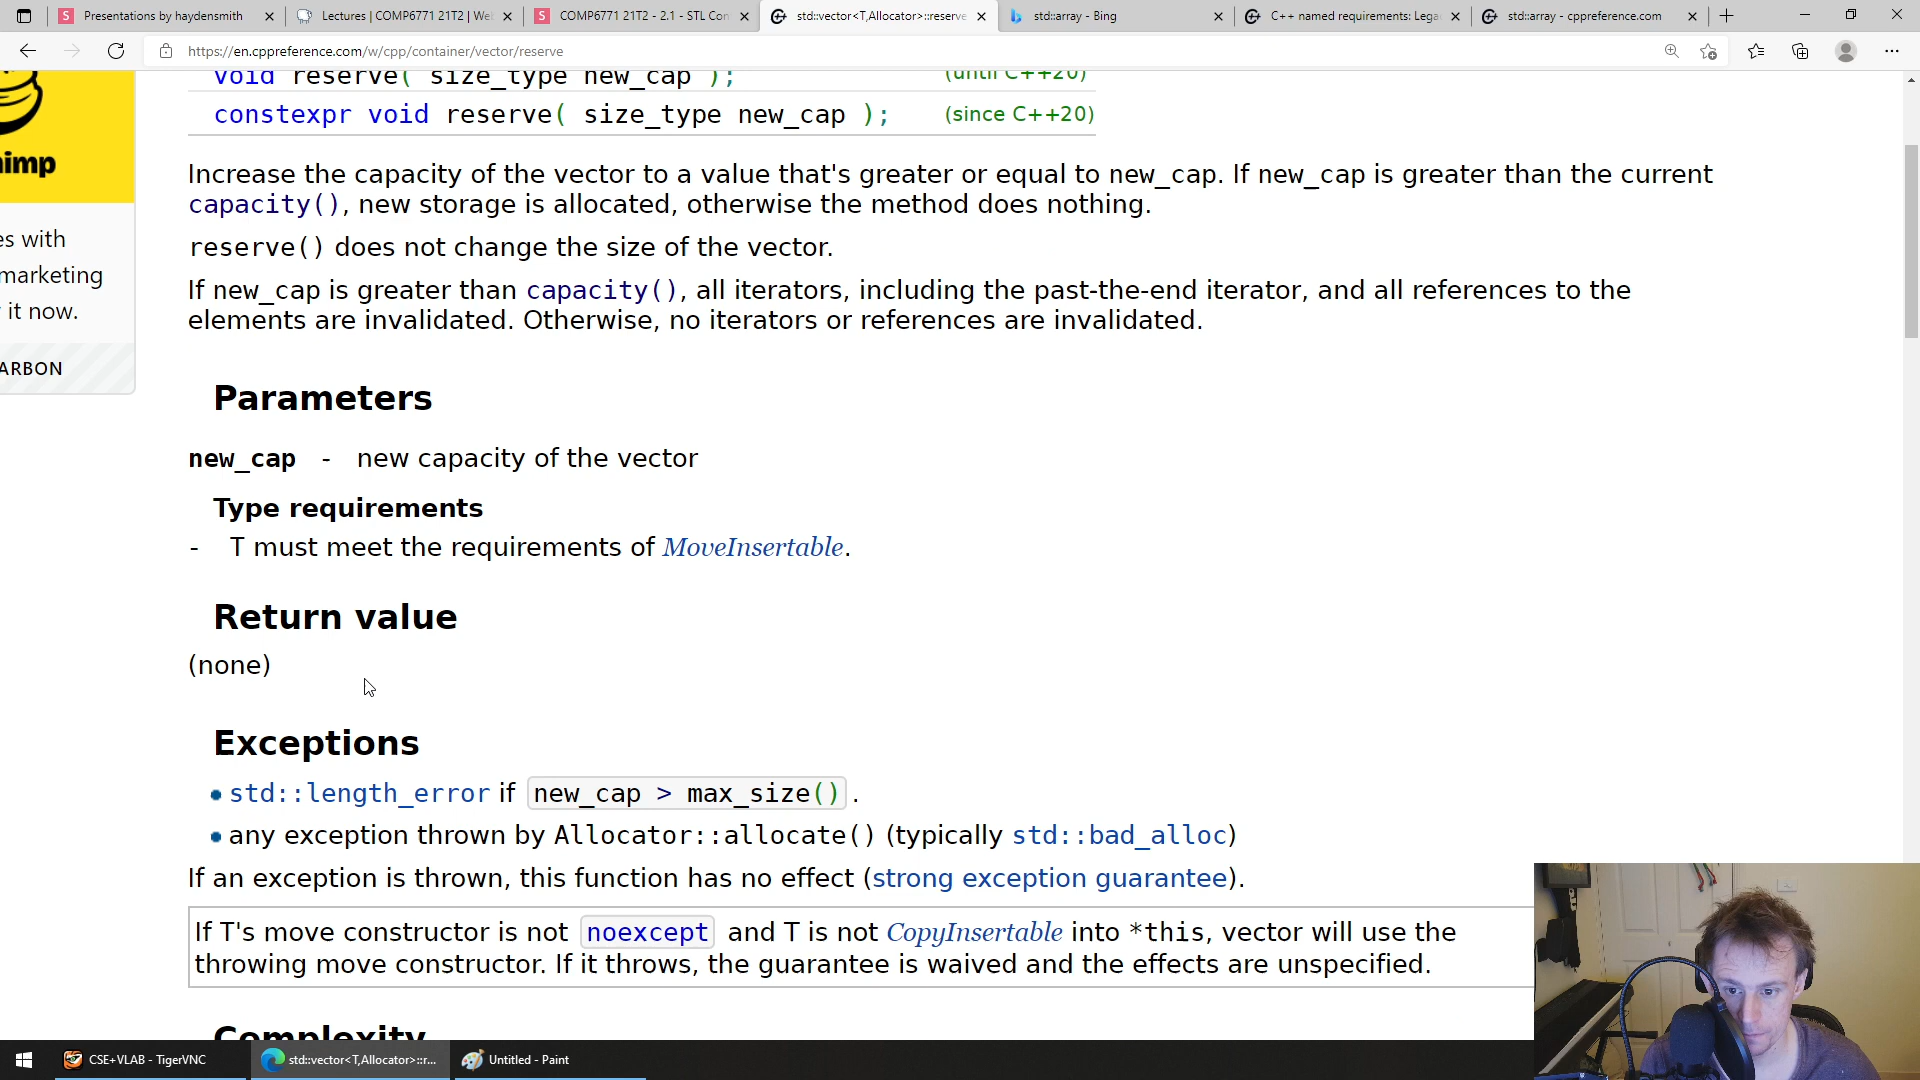 Presentations by haydensmith
Lectures | COMP6771 21T2 | We
COMP6771 21T2 - 2.1 - STL Con
std::vector<T,Allocator>::reserve
std::array - Bing
C++ named requirements: Lega
std::array - cppreference.com
https://en.cppreference.com/w/cpp/container/vector/reserve
void reserve( size_type new_cap );
(until C++20)
constexpr void reserve( size_type new_cap );
(since C++20)
imp
es with
marketing
it now.
ARBON
Increase the capacity of the vector to a value that's greater or equal to new_cap. If new_cap is greater than the current
capacity(), new storage is allocated, otherwise the method does nothing.
reserve() does not change the size of the vector.
If new_cap is greater than capacity(), all iterators, including the past-the-end iterator, and all references to the
elements are invalidated. Otherwise, no iterators or references are invalidated.
Parameters
new_cap - new capacity of the vector
Type requirements
- T must meet the requirements of MoveInsertable.
Return value
(none)
Exceptions
• std::length_error if new_cap > max_size().
• any exception thrown by Allocator::allocate() (typically std::bad_alloc)
If an exception is thrown, this function has no effect (strong exception guarantee).
If T's move constructor is not noexcept and T is not CopyInsertable into *this, vector will use the
throwing move constructor. If it throws, the guarantee is waived and the effects are unspecified.
Complexity
CSE+VLAB - TigerVNC
std::vector<T,Allocator>::r...
Untitled - Paint